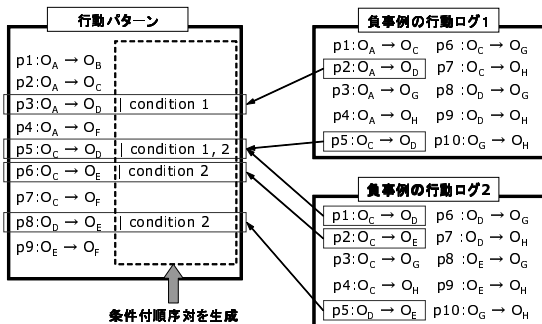 行動パターン
p1:OA → OB
p2:OA → OC
p3:OA → OD | condition 1
p4:OA → OF
p5:OC → OD | condition 1, 2
p6:OC → OE | condition 2
p7:OC → OF
p8:OD → OE | condition 2
p9:OE → OF
条件付順序対を生成
負事例の行動ログ1
p1:OA → OC p6 :OC → OG
p2:OA → OD p7 :OC → OH
p3:OA → OG p8 :OD → OG
p4:OA → OH p9 :OD → OH
p5:OC → OD p10:OG → OH
負事例の行動ログ2
p1:OC → OD p6 :OD → OG
p2:OC → OE p7 :OD → OH
p3:OC → OG p8 :OE → OG
p4:OC → OH p9 :OE → OH
p5:OD → OE p10:OG → OH